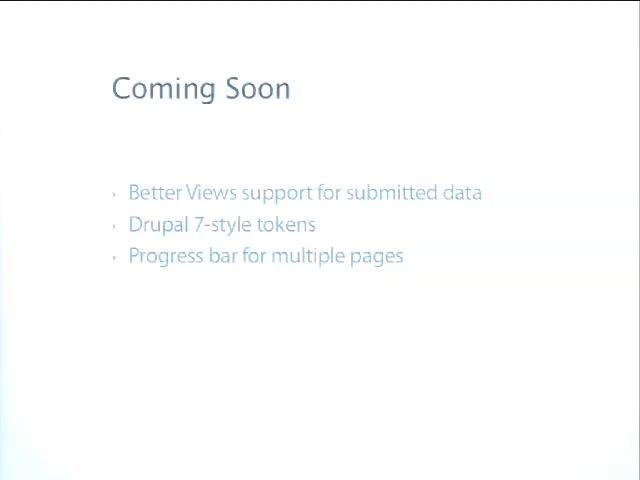 Coming Soon
Better Views support for submitted data
Drupal 7-style tokens
Progress bar for multiple pages